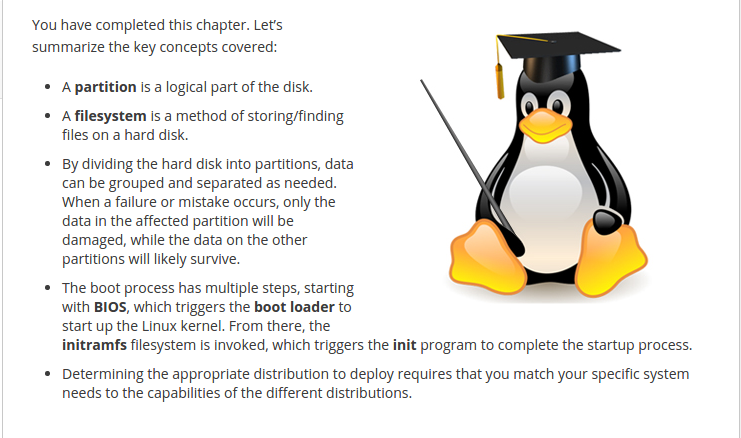 You have completed this chapter. Let’s
summarize the key concepts covered:
• A partition is a logical part of the disk.
• A filesystem is a method of storing/finding
files on a hard disk.
• By dividing the hard disk into partitions, data
can be grouped and separated as needed.
When a failure or mistake occurs, only the
data in the affected partition will be
damaged, while the data on the other
partitions will likely survive.
• The boot process has multiple steps, starting
with BIOS, which triggers the boot loader to
start up the Linux kernel. From there, the
initramfs filesystem is invoked, which triggers the init program to complete the startup process.
• Determining the appropriate distribution to deploy requires that you match your specific system
needs to the capabilities of the different distributions.